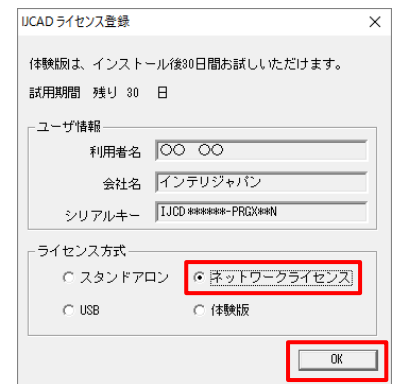 IJCAD ライセンス登録
体験版は、インストール後30日間お試しいただけます。
試用期間 残り 30 日
ユーザ情報
利用者名 〇〇 〇〇
会社名 インテリジャパン
シリアルキー IJCD******-PRGX**N
ライセンス方式
スタンドアロン ネットワークライセンス
USB 体験版
OK